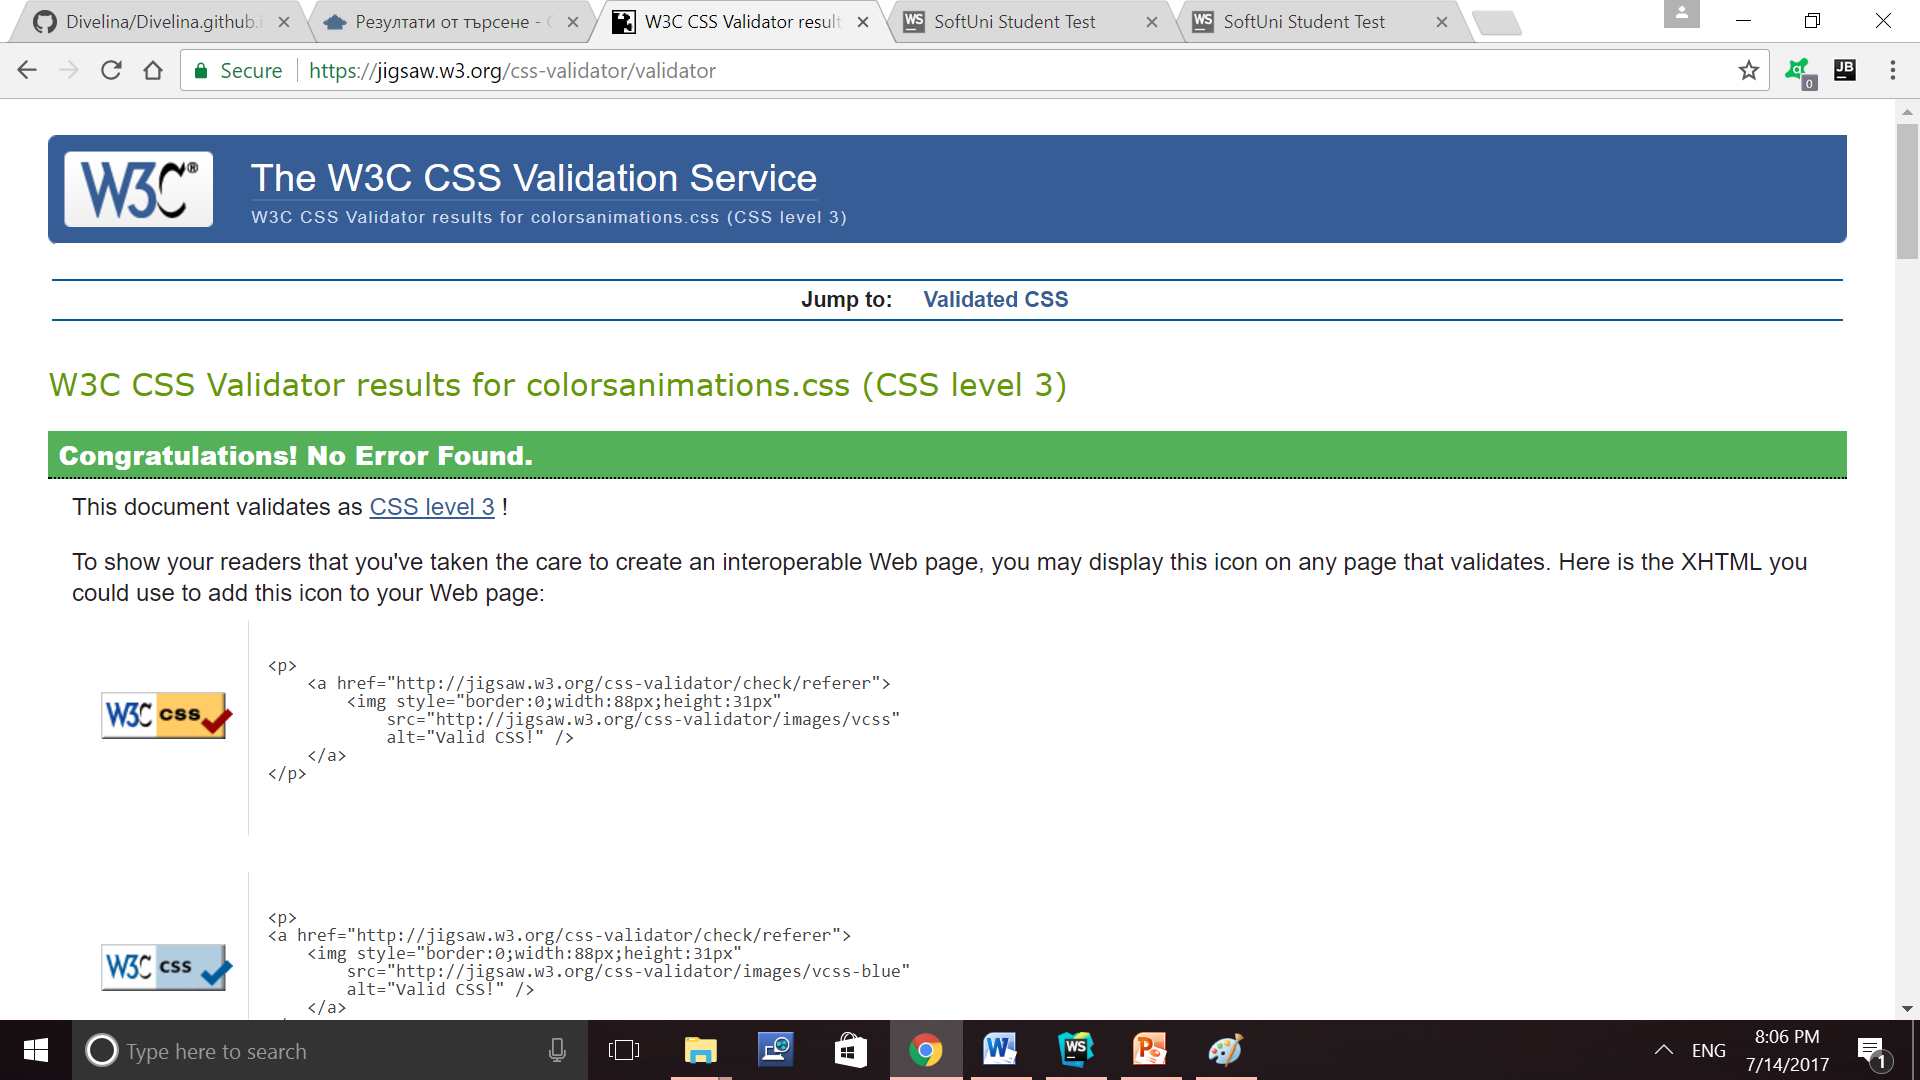 Divelina/Divelina.github.i
Резултати от търсене -
W3C CSS Validator result
WS SoftUni Student Test
WS SoftUni Student Test
Secure https://jigsaw.w3.org/css-validator/validator
0
JB
W3C® The W3C CSS Validation Service
W3C CSS Validator results for colorsanimations.css (CSS level 3)
Jump to: Validated CSS
W3C CSS Validator results for colorsanimations.css (CSS level 3)
Congratulations! No Error Found.
This document validates as CSS level 3 !
To show your readers that you've taken the care to create an interoperable Web page, you may display this icon on any page that validates. Here is the XHTML you
could use to add this icon to your Web page:
W3C css
<p>
<a href="http://jigsaw.w3.org/css-validator/check/referer">
<img style="border:0;width:88px;height:31px"
src="http://jigsaw.w3.org/css-validator/images/vcss"
alt="Valid CSS!" />
</a>
</p>
W3C css
<p>
<a href="http://jigsaw.w3.org/css-validator/check/referer">
<img style="border:0;width:88px;height:31px"
src="http://jigsaw.w3.org/css-validator/images/vcss-blue"
alt="Valid CSS!" />
</a>
Type here to search
W
WS
P
ENG
8:06 PM
7/14/2017
1